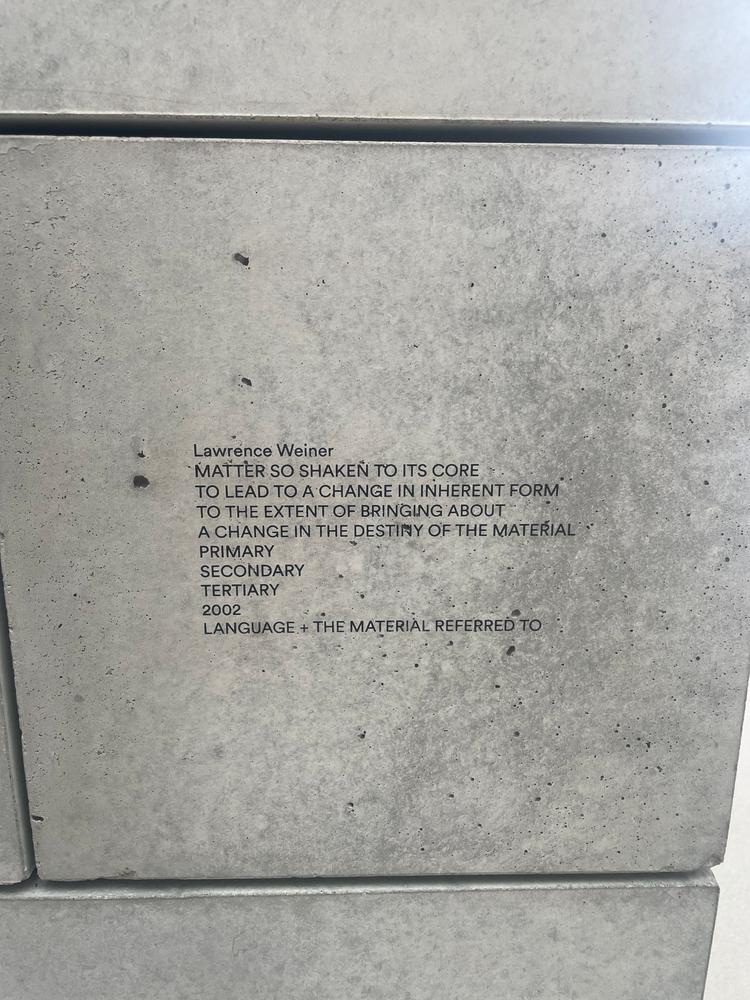 Lawrence Weiner
MATTER SO SHAKEN TO ITS CORE
TO LEAD TO A CHANGE IN INHERENT FORM
TO THE EXTENT OF BRINGING ABOUT
A CHANGE IN THE DESTINY OF THE MATERIAL
PRIMARY
SECONDARY
TERTIARY
2002
LANGUAGE + THE MATERIAL REFERRED TO